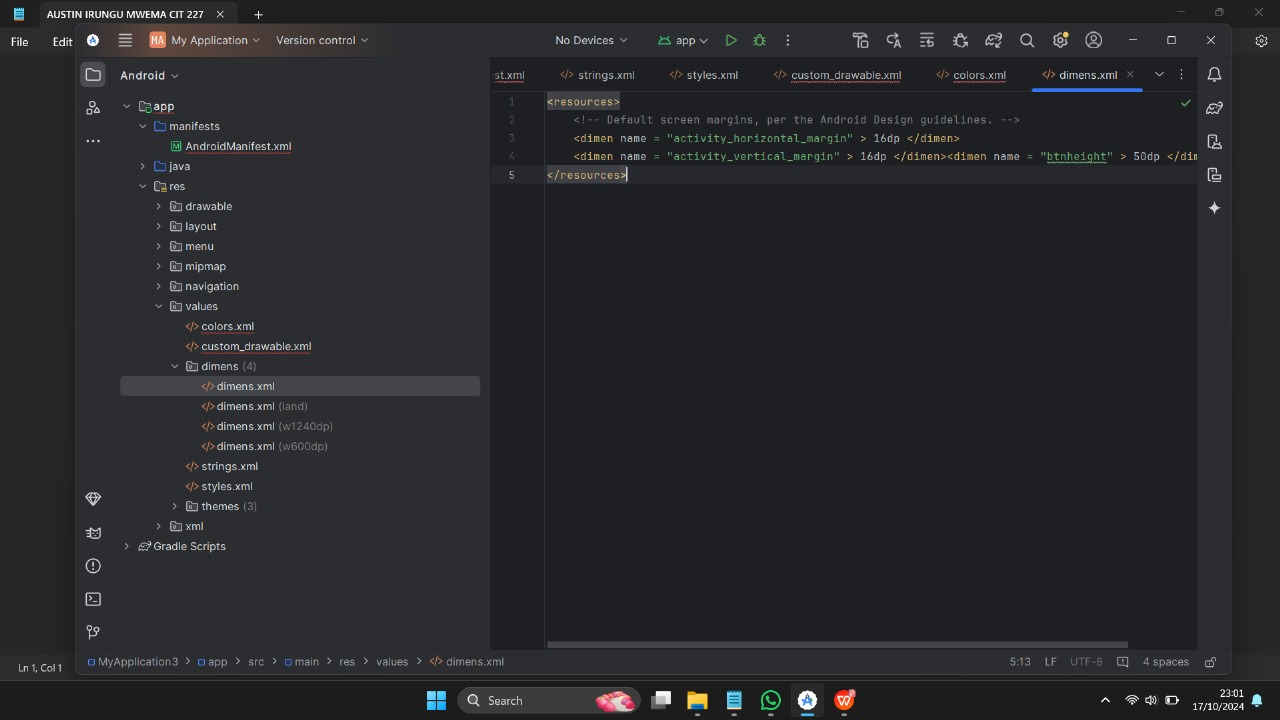 AUSTIN IRUNGU MWEMA CIT 227
File Edit
MA My Application Version control No Devices app
Android
st.xml strings.xml styles.xml custom_drawable.xml colors.xml dimens.xml
app
manifests
M AndroidManifest.xml
java
res
drawable
layout
menu
mipmap
navigation
values
colors.xml
custom_drawable.xml
dimens (4)
dimens.xml
dimens.xml (land)
dimens.xml (w1240dp)
dimens.xml (w600dp)
strings.xml
styles.xml
themes (3)
xml
Gradle Scripts
1 <resources>
2 <!-- Default screen margins, per the Android Design guidelines. -->
3 <dimen name = "activity_horizontal_margin" > 16dp </dimen>
4 <dimen name = "activity_vertical_margin" > 16dp </dimen><dimen name = "btnheight" > 50dp </dim
5 </resources>
Ln 1, Col 1
MyApplication3 > app > src > main > res > values > dimens.xml
5:13 LF UTF-8 4 spaces
Search
23:01
17/10/2024